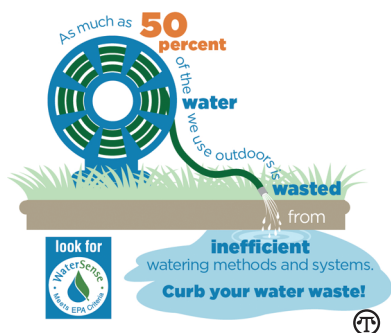 As much as
50
percent
of the
water
we use outdoors is
wasted
from
inefficient
watering methods and systems.
Curb your water waste!
look for
WaterSense
Meets EPA Criteria